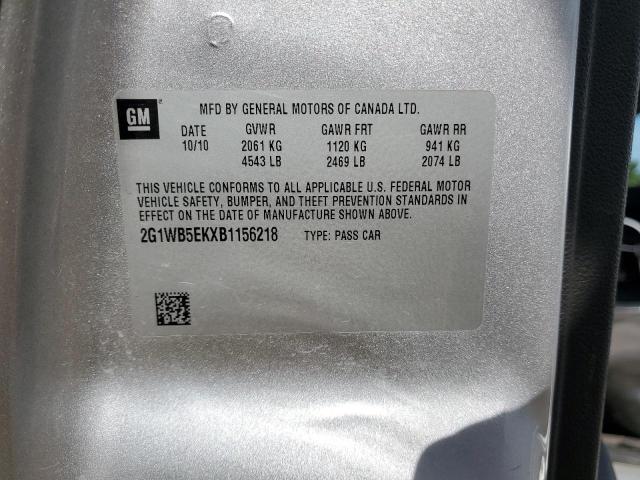 GM
MFD BY GENERAL MOTORS OF CANADA LTD.
DATE GVWR GAWR FRT GAWR RR
10/10 2061 KG 1120 KG 941 KG
4543 LB 2469 LB 2074 LB
THIS VEHICLE CONFORMS TO ALL APPLICABLE U.S. FEDERAL MOTOR
VEHICLE SAFETY, BUMPER, AND THEFT PREVENTION STANDARDS IN
EFFECT ON THE DATE OF MANUFACTURE SHOWN ABOVE.
2G1WB5EKXB1156218 TYPE: PASS CAR